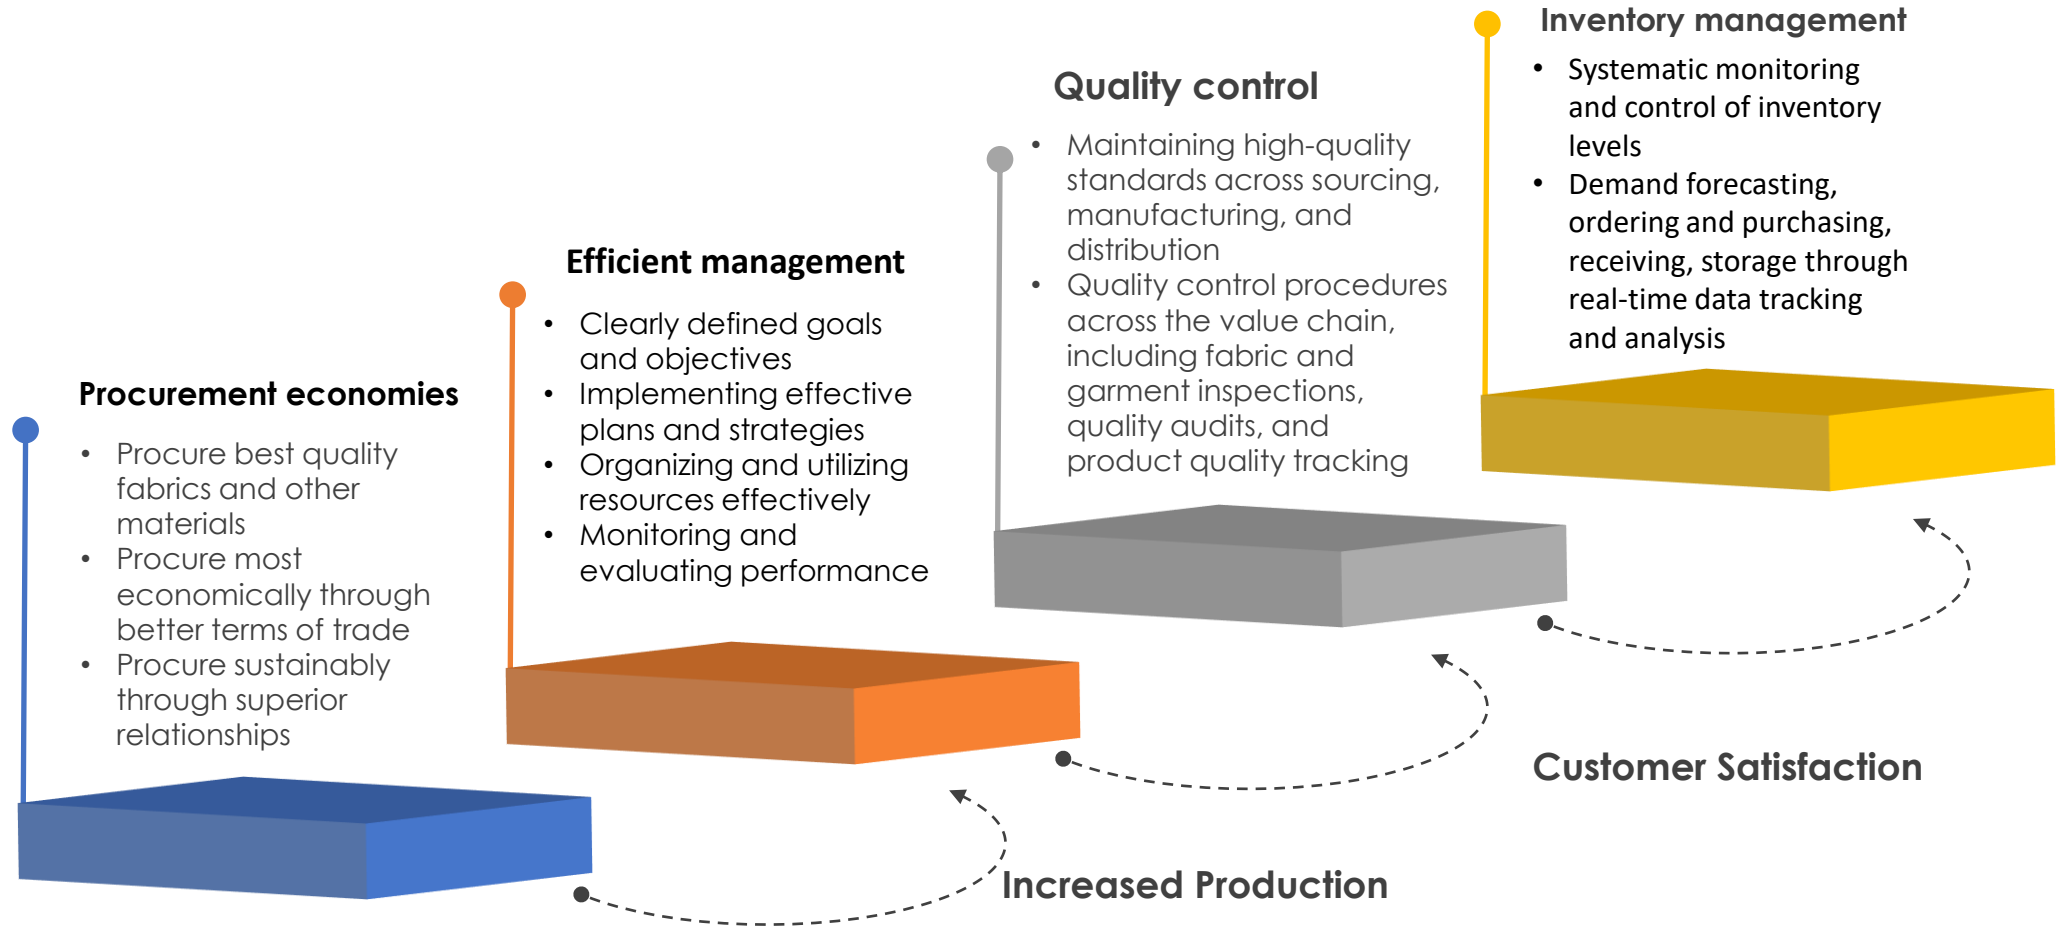 Procurement economies
• Procure best quality
fabrics and other
materials
• Procure most
economically through
better terms of trade
• Procure sustainably
through superior
relationships
Efficient management
• Clearly defined goals
and objectives
• Implementing effective
plans and strategies
• Organizing and utilizing
resources effectively
• Monitoring and
evaluating performance
Quality control
• Maintaining high-quality
standards across sourcing,
manufacturing, and
distribution
• Quality control procedures
across the value chain,
including fabric and
garment inspections,
quality audits, and
product quality tracking
Inventory management
• Systematic monitoring
and control of inventory
levels
• Demand forecasting,
ordering and purchasing,
receiving, storage through
real-time data tracking
and analysis
Increased Production
Customer Satisfaction